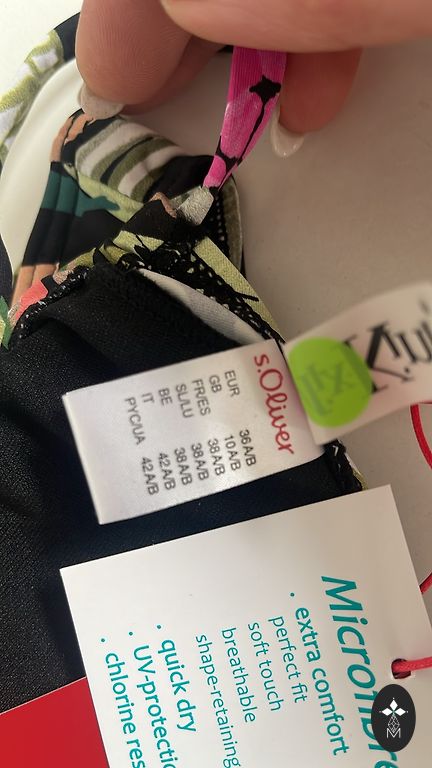 s.Oliver
EUR 36A/B
GB 10A/B
FR/ES 38A/B
SL/LU 38A/B
BE 38A/B
IT 42A/B
PYC/UA 42A/B
Microfibre
• extra comfort
perfect fit
soft touch
breathable
shape-retaining
• quick dry
• UV-protectio
• chlorine res
M